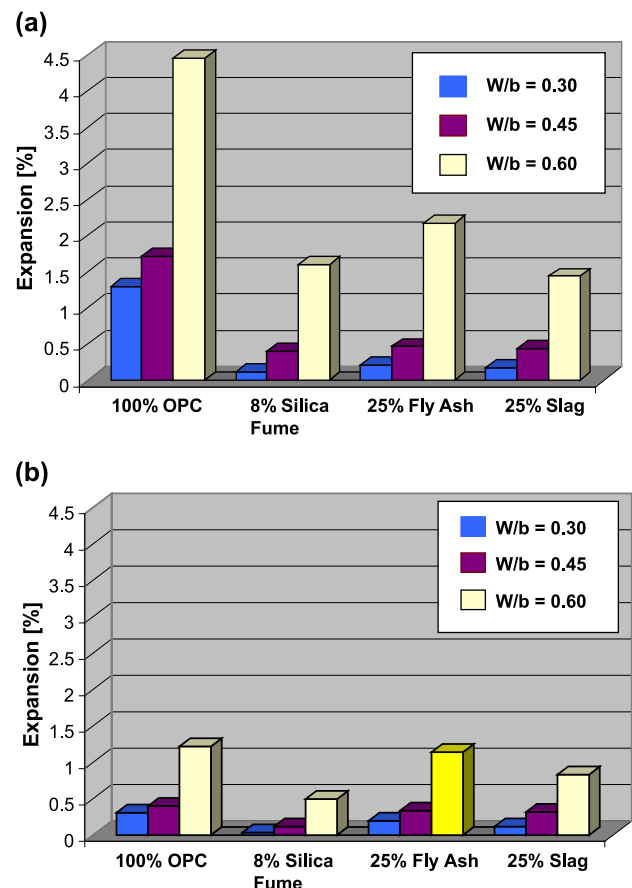 (a)
4.5
4
3.5
3
2.5
2
1.5
1
0.5
0
Expansion [%]
W/b = 0.30
W/b = 0.45
W/b = 0.60
100% OPC
8% Silica
Fume
25% Fly Ash
25% Slag
(b)
4.5
4
3.5
3
2.5
2
1.5
1
0.5
0
Expansion [%]
W/b = 0.30
W/b = 0.45
W/b = 0.60
100% OPC
8% Silica
Fume
25% Fly Ash
25% Slag